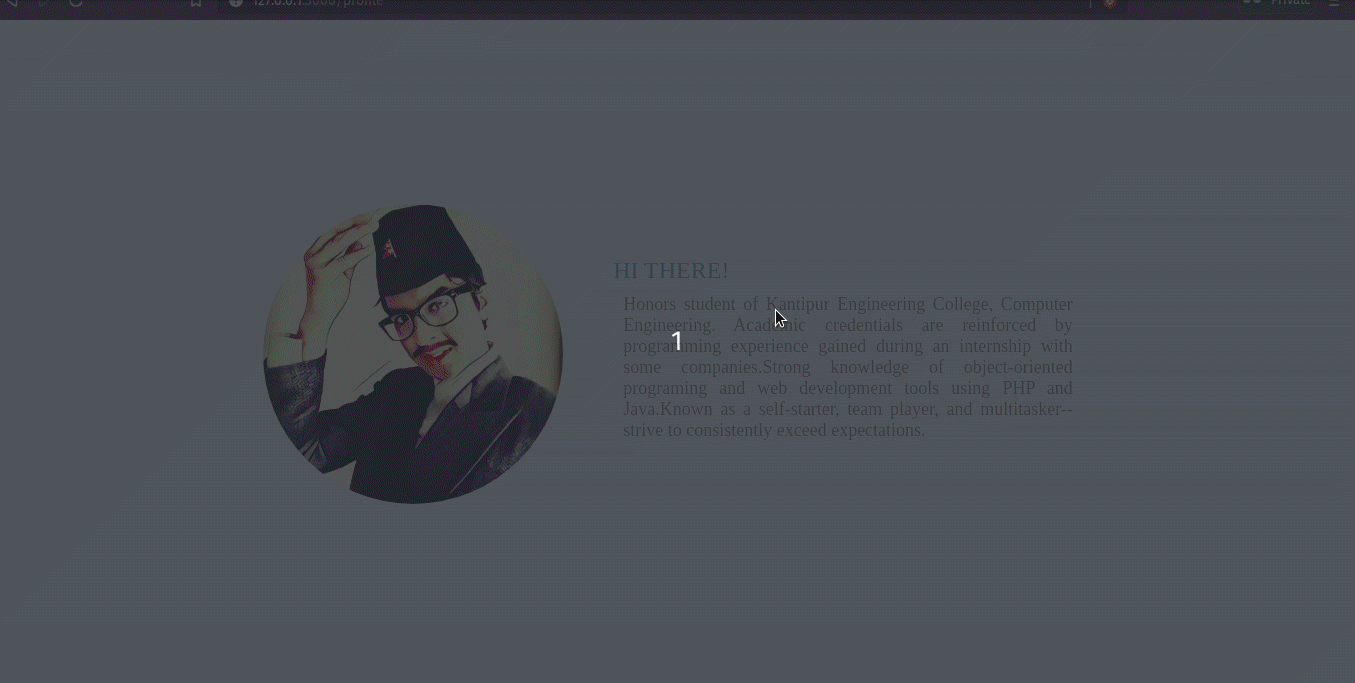 127.0.0.1:3000/profile
Private
HI THERE!
Honors student of Kantipur Engineering College, Computer
Engineering. Academic credentials are reinforced by
programming experience gained during an internship with
some companies.Strong knowledge of object-oriented
programing and web development tools using PHP and
Java.Known as a self-starter, team player, and multitasker--
strive to consistently exceed expectations.
1